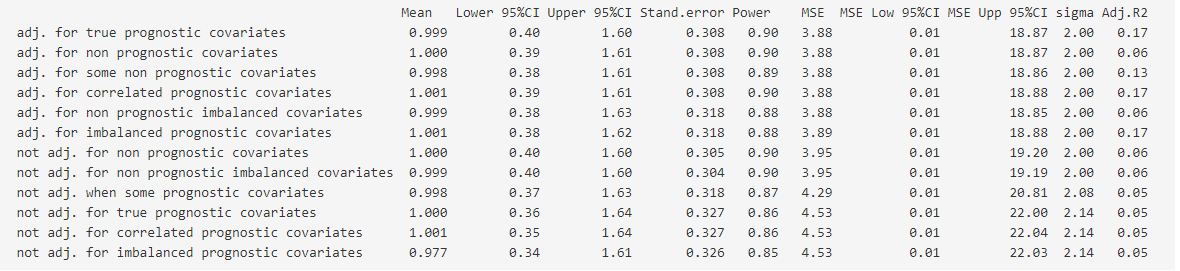 Mean Lower 95%CI Upper 95%CI Stand.error Power MSE MSE Low 95%CI MSE Upp 95%CI sigma Adj.R2
adj. for true prognostic covariates 0.999 0.40 1.60 0.308 0.90 3.88 0.01 18.87 2.00 0.17
adj. for non prognostic covariates 1.000 0.39 1.61 0.308 0.90 3.88 0.01 18.87 2.00 0.06
adj. for some non prognostic covariates 0.998 0.38 1.61 0.308 0.89 3.88 0.01 18.86 2.00 0.13
adj. for correlated prognostic covariates 1.001 0.39 1.61 0.308 0.90 3.88 0.01 18.88 2.00 0.17
adj. for non prognostic imbalanced covariates 0.999 0.38 1.63 0.318 0.88 3.88 0.01 18.85 2.00 0.06
adj. for imbalanced prognostic covariates 1.001 0.38 1.62 0.318 0.88 3.89 0.01 18.88 2.00 0.17
not adj. for non prognostic covariates 1.000 0.40 1.60 0.305 0.90 3.95 0.01 19.20 2.00 0.06
not adj. for non prognostic imbalanced covariates 0.999 0.40 1.60 0.304 0.90 3.95 0.01 19.19 2.00 0.06
not adj. when some prognostic covariates 0.998 0.37 1.63 0.318 0.87 4.29 0.01 20.81 2.08 0.05
not adj. for true prognostic covariates 1.000 0.36 1.64 0.327 0.86 4.53 0.01 22.00 2.14 0.05
not adj. for correlated prognostic covariates 1.001 0.35 1.64 0.327 0.86 4.53 0.01 22.04 2.14 0.05
not adj. for imbalanced prognostic covariates 0.977 0.34 1.61 0.326 0.85 4.53 0.01 22.03 2.14 0.05